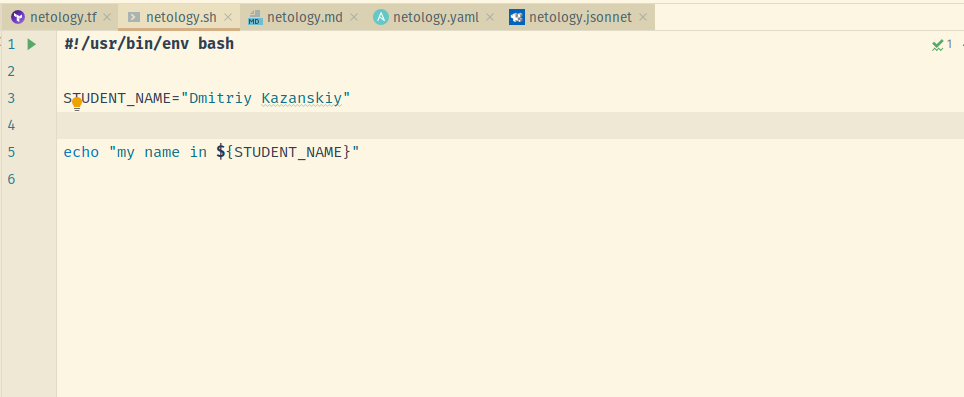 netology.tf netology.sh netology.md netology.yaml netology.jsonnet
1 #!/usr/bin/env bash 1
2
3 STUDENT_NAME="Dmitriy Kazanskiy"
4
5 echo "my name in ${STUDENT_NAME}"
6